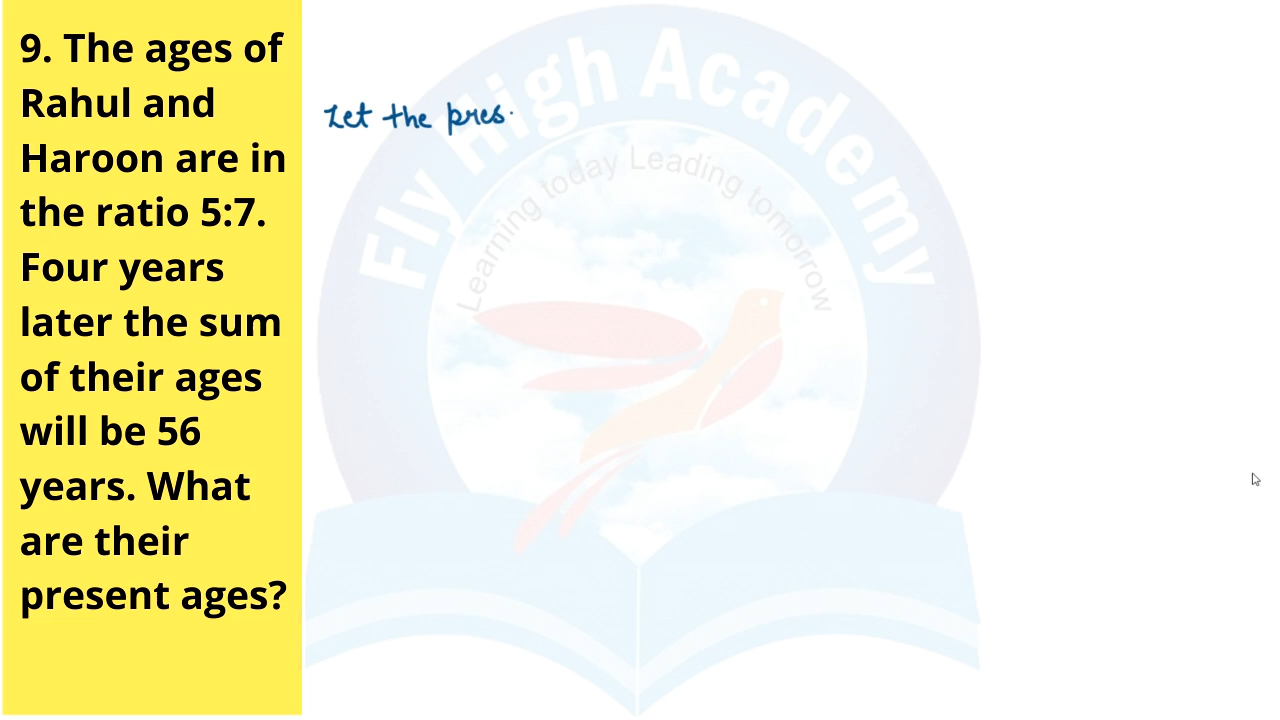 9. The ages of
Rahul and
Haroon are in
the ratio 5:7.
Four years
later the sum
of their ages
will be 56
years. What
are their
present ages?
Let the pres.
Fly High Academy
Learning today Leading tomorrow